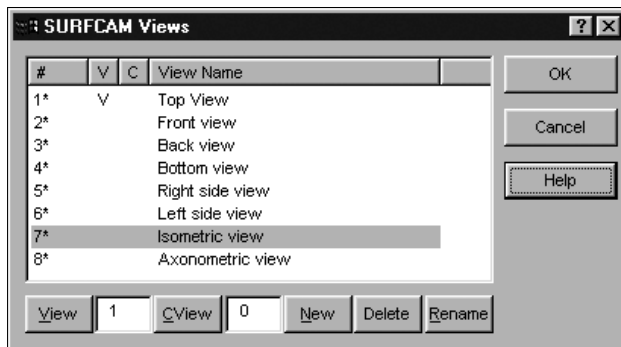 SURFCAM Views
# V C View Name
1* V Top View
2* Front view
3* Back view
4* Bottom view
5* Right side view
6* Left side view
7* Isometric view
8* Axonometric view
OK
Cancel
Help
View 1 CView 0 New Delete Rename